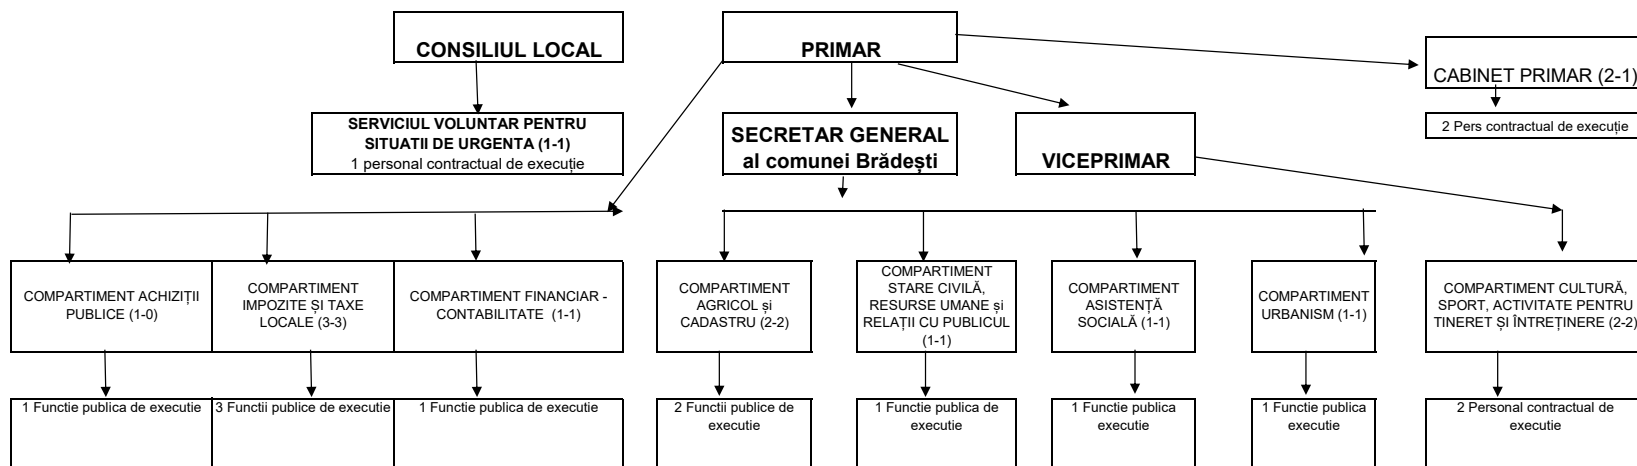 CONSILIUL LOCAL
PRIMAR
CABINET PRIMAR (2-1)
2 Pers contractual de execuție
SERVICIUL VOLUNTAR PENTRU
SITUATII DE URGENTA (1-1)
1 personal contractual de execuție
SECRETAR GENERAL
al comunei Brădești
VICEPRIMAR
COMPARTIMENT ACHIZIȚII
PUBLICE (1-0)
COMPARTIMENT
IMPOZITE ȘI TAXE
LOCALE (3-3)
COMPARTIMENT FINANCIAR -
CONTABILITATE (1-1)
COMPARTIMENT
AGRICOL și
CADASTRU (2-2)
COMPARTIMENT
STARE CIVILĂ,
RESURSE UMANE și
RELAȚII CU PUBLICUL
(1-1)
COMPARTIMENT
ASISTENȚĂ
SOCIALĂ (1-1)
COMPARTIMENT
URBANISM (1-1)
COMPARTIMENT CULTURĂ,
SPORT, ACTIVITATE PENTRU
TINERET ȘI ÎNTREȚINERE (2-2)
1 Functie publica de executie
3 Functii publice de executie
1 Functie publica de executie
2 Functii publice de
executie
1 Functie publica de
executie
1 Functie publica
executie
1 Functie publica
executie
2 Personal contractual de
executie